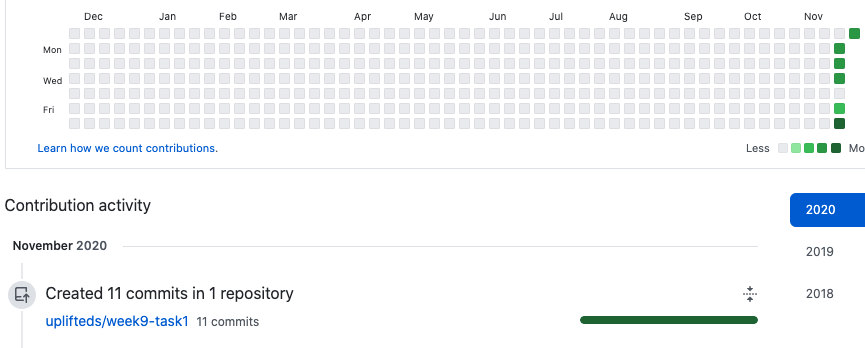 Dec Jan Feb Mar Apr May Jun Jul Aug Sep Oct Nov
Mon
Wed
Fri
Learn how we count contributions. Less Mo
Contribution activity
2020
November 2020
2019
Created 11 commits in 1 repository
2018
uplifteds/week9-task1 11 commits